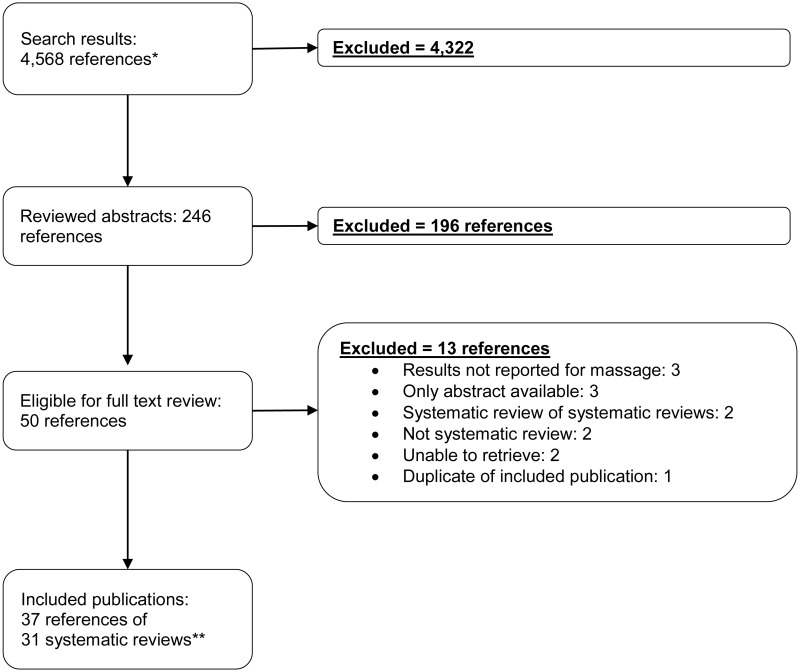 Search results:
4,568 references*
Excluded = 4,322
Reviewed abstracts: 246
references
Excluded = 196 references
Eligible for full text review:
50 references
Excluded = 13 references
• Results not reported for massage: 3
• Only abstract available: 3
• Systematic review of systematic reviews: 2
• Not systematic review: 2
• Unable to retrieve: 2
• Duplicate of included publication: 1
Included publications:
37 references of
31 systematic reviews**